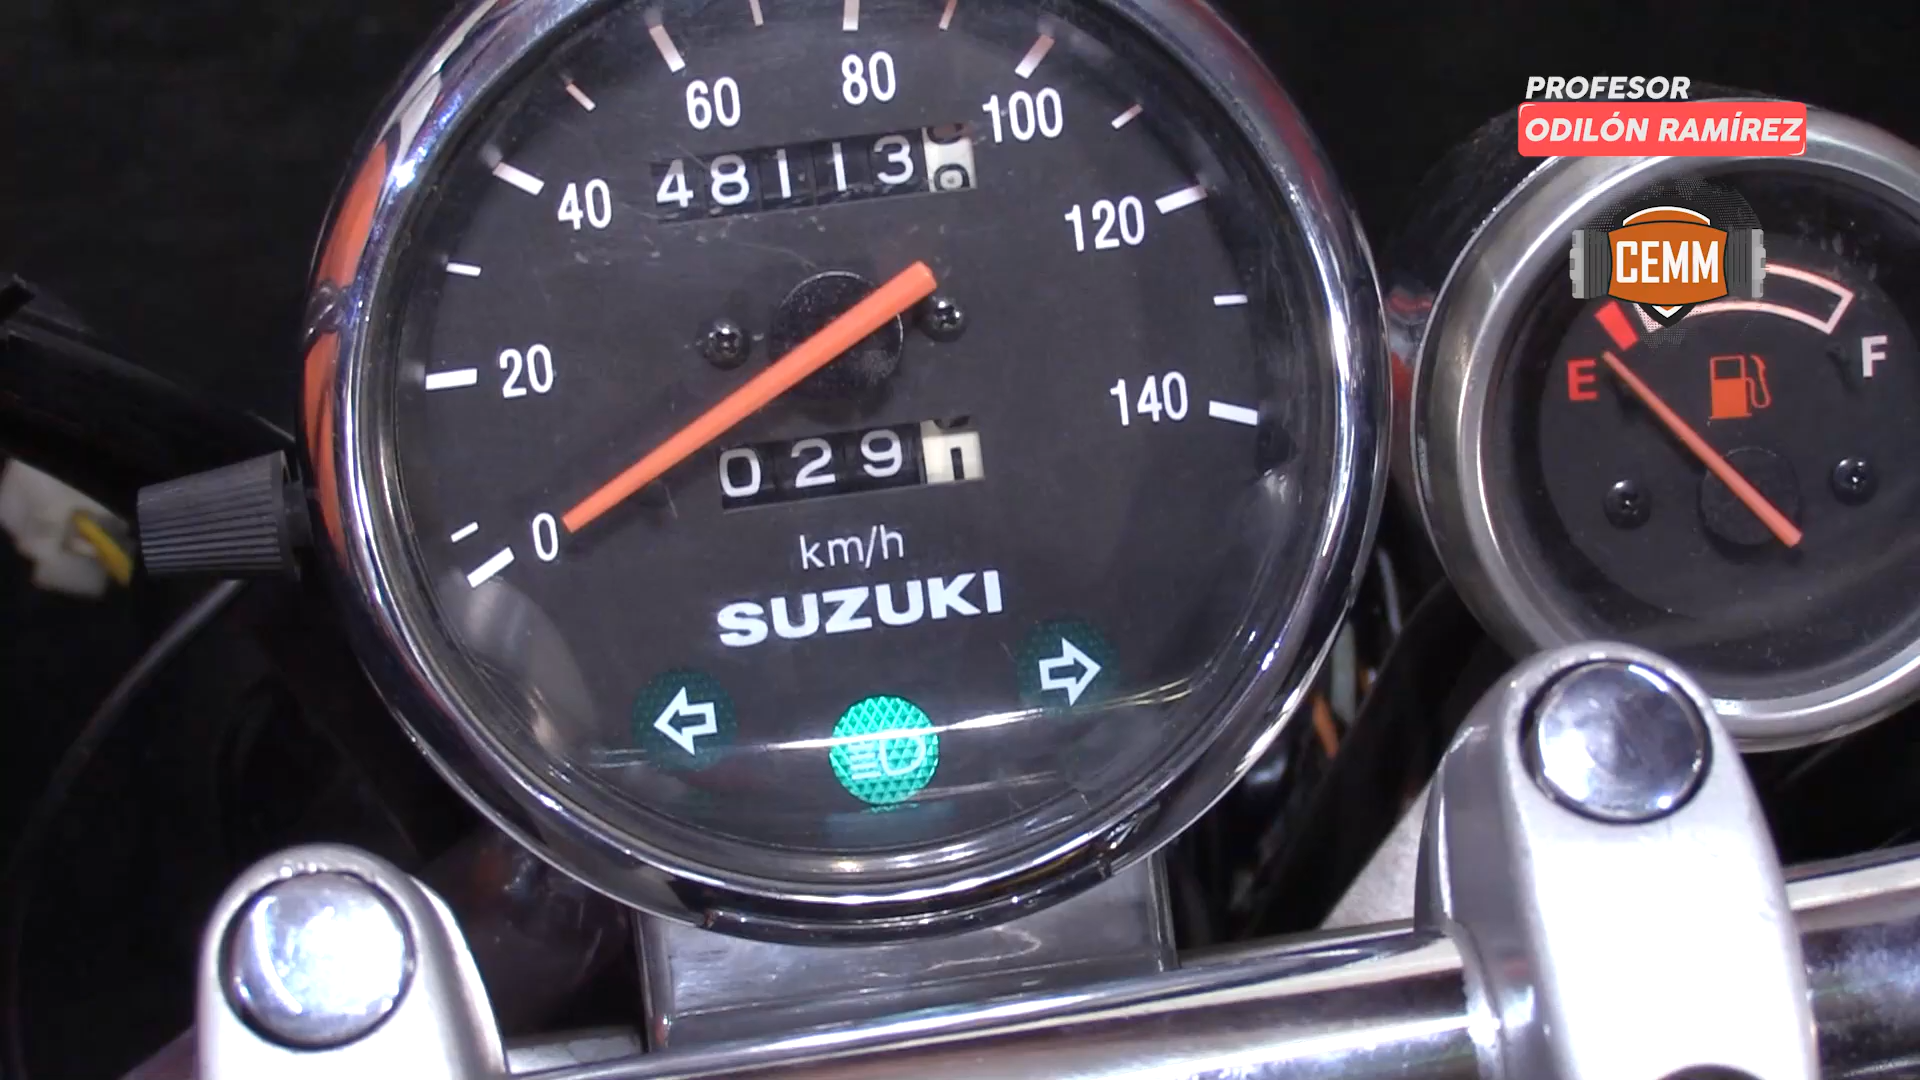 PROFESOR
ODILÓN RAMÍREZ
CEMM
0
20
40
60
80
100
120
140
48113
029
km/h
SUZUKI
E
F